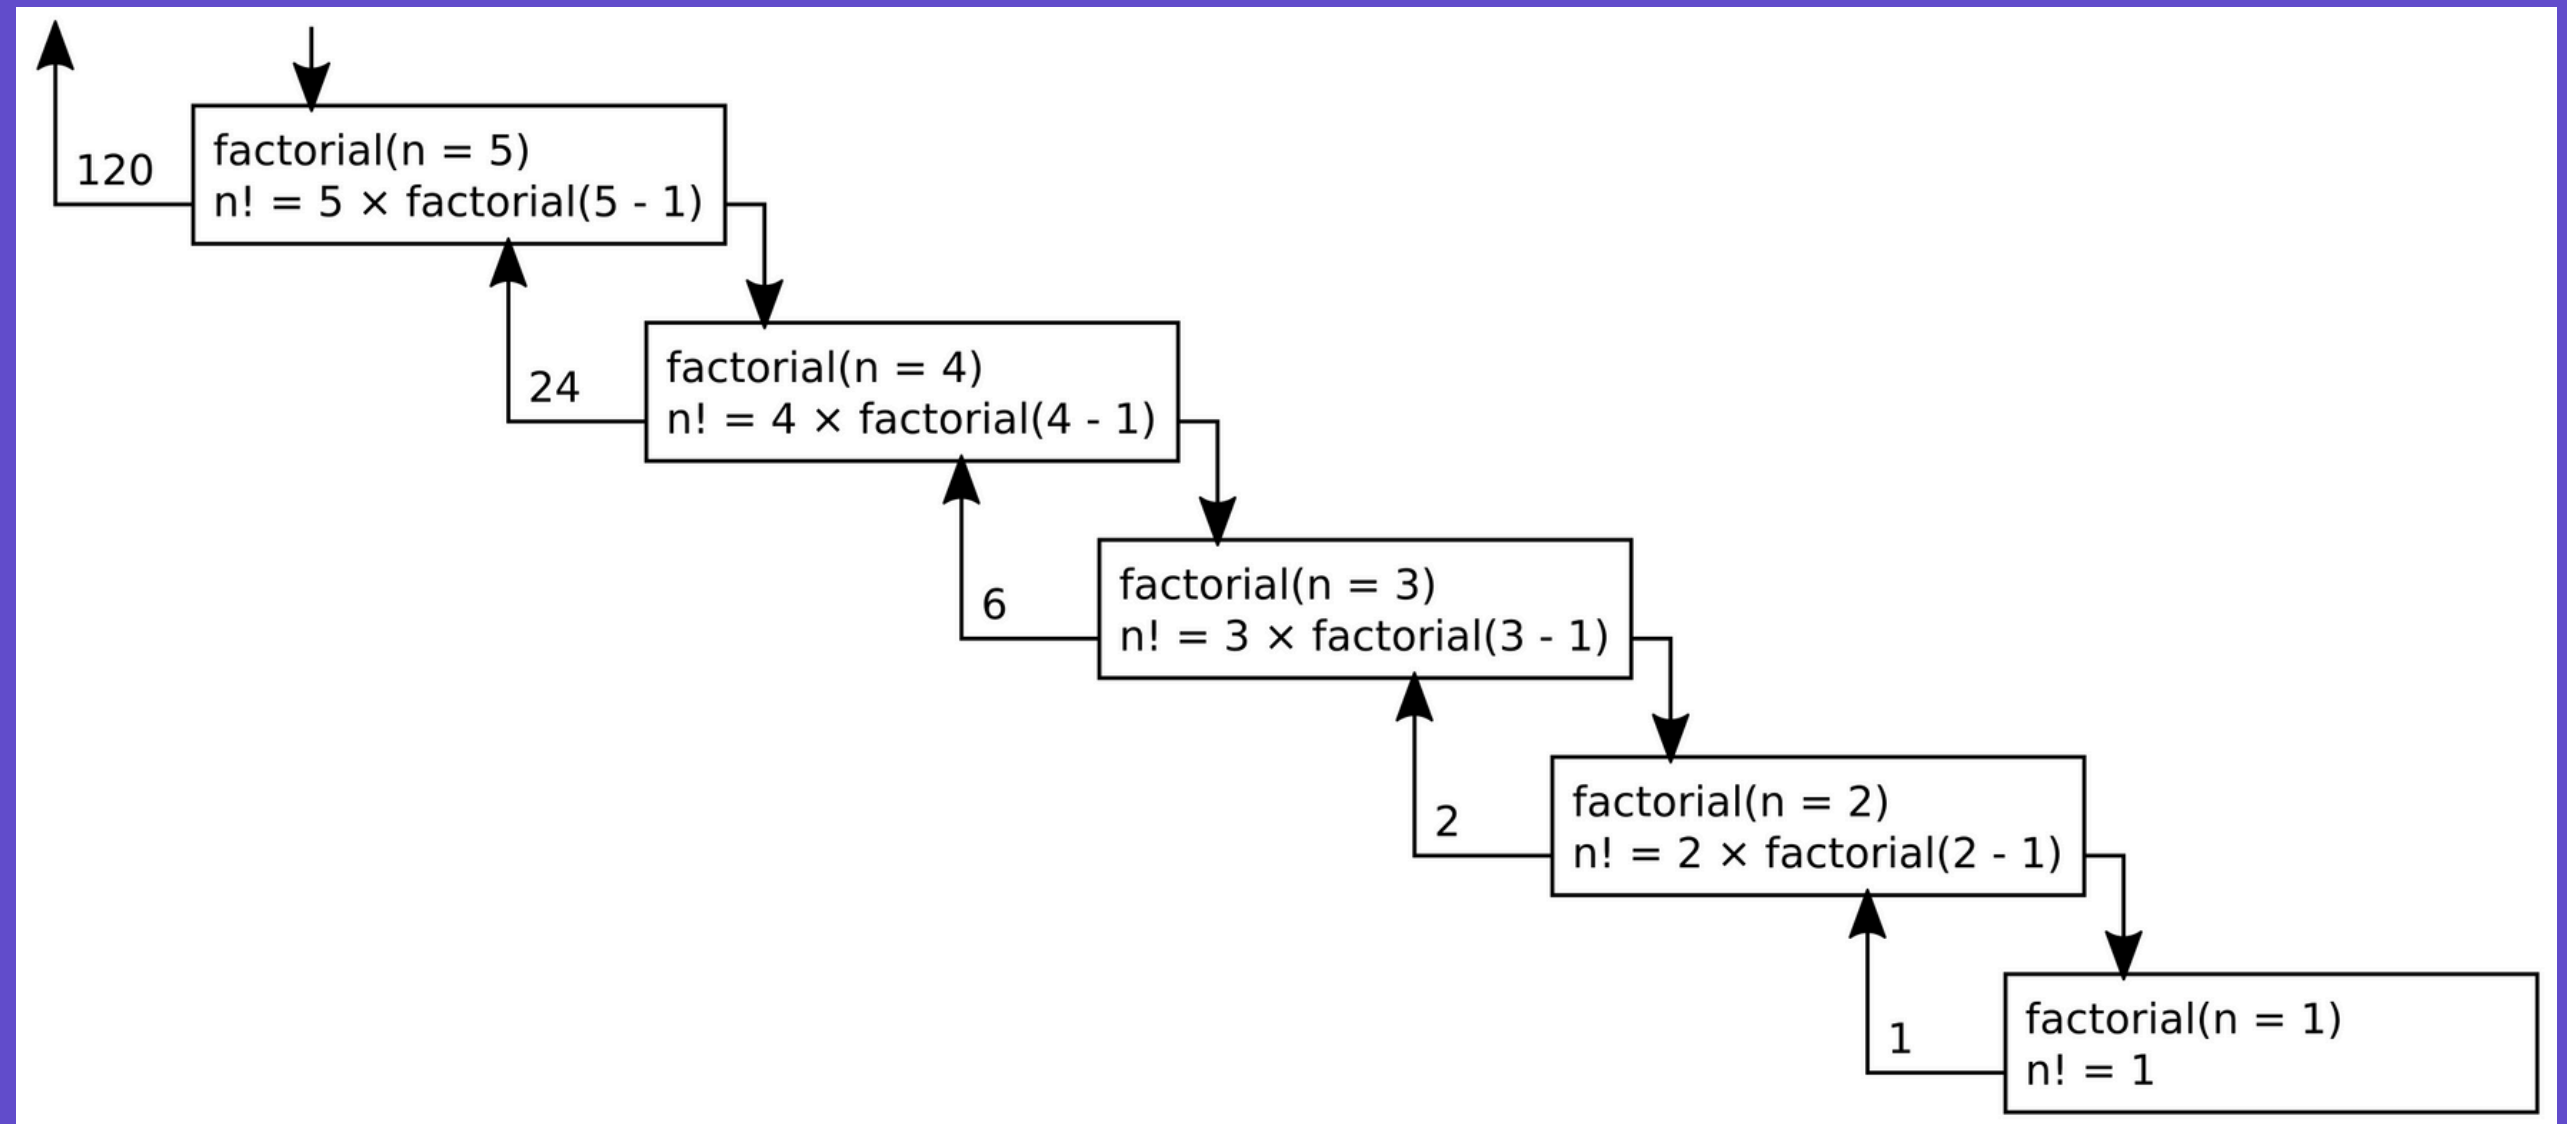 factorial(n = 5)
120
n! = 5 × factorial(5 - 1)
factorial(n = 4)
24
n! = 4 × factorial(4 - 1)
factorial(n = 3)
6
n! = 3 × factorial(3 - 1)
factorial(n = 2)
2
n! = 2 × factorial(2 - 1)
factorial(n = 1)
1
n! = 1